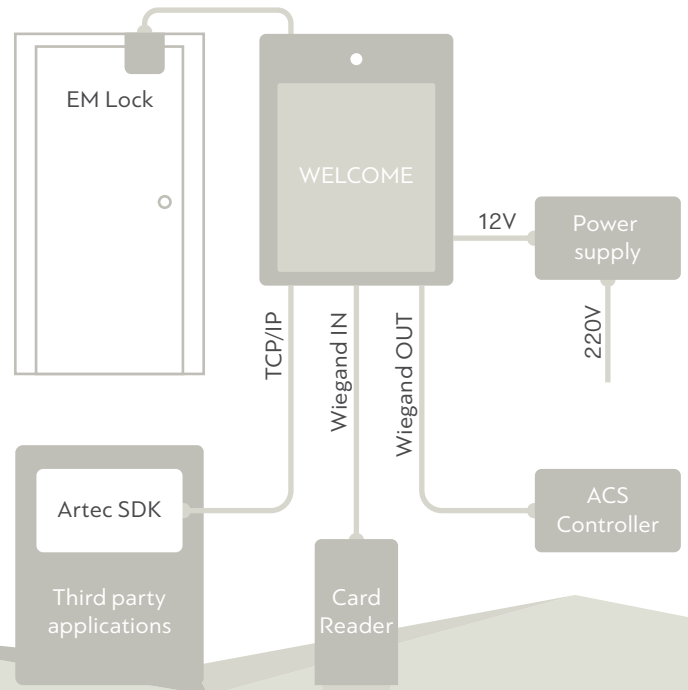 EM Lock
WELCOME
12V
Power
supply
220V
TCP/IP
Wiegand IN
Wiegand OUT
Artec SDK
Third party
applications
Card
Reader
ACS
Controller